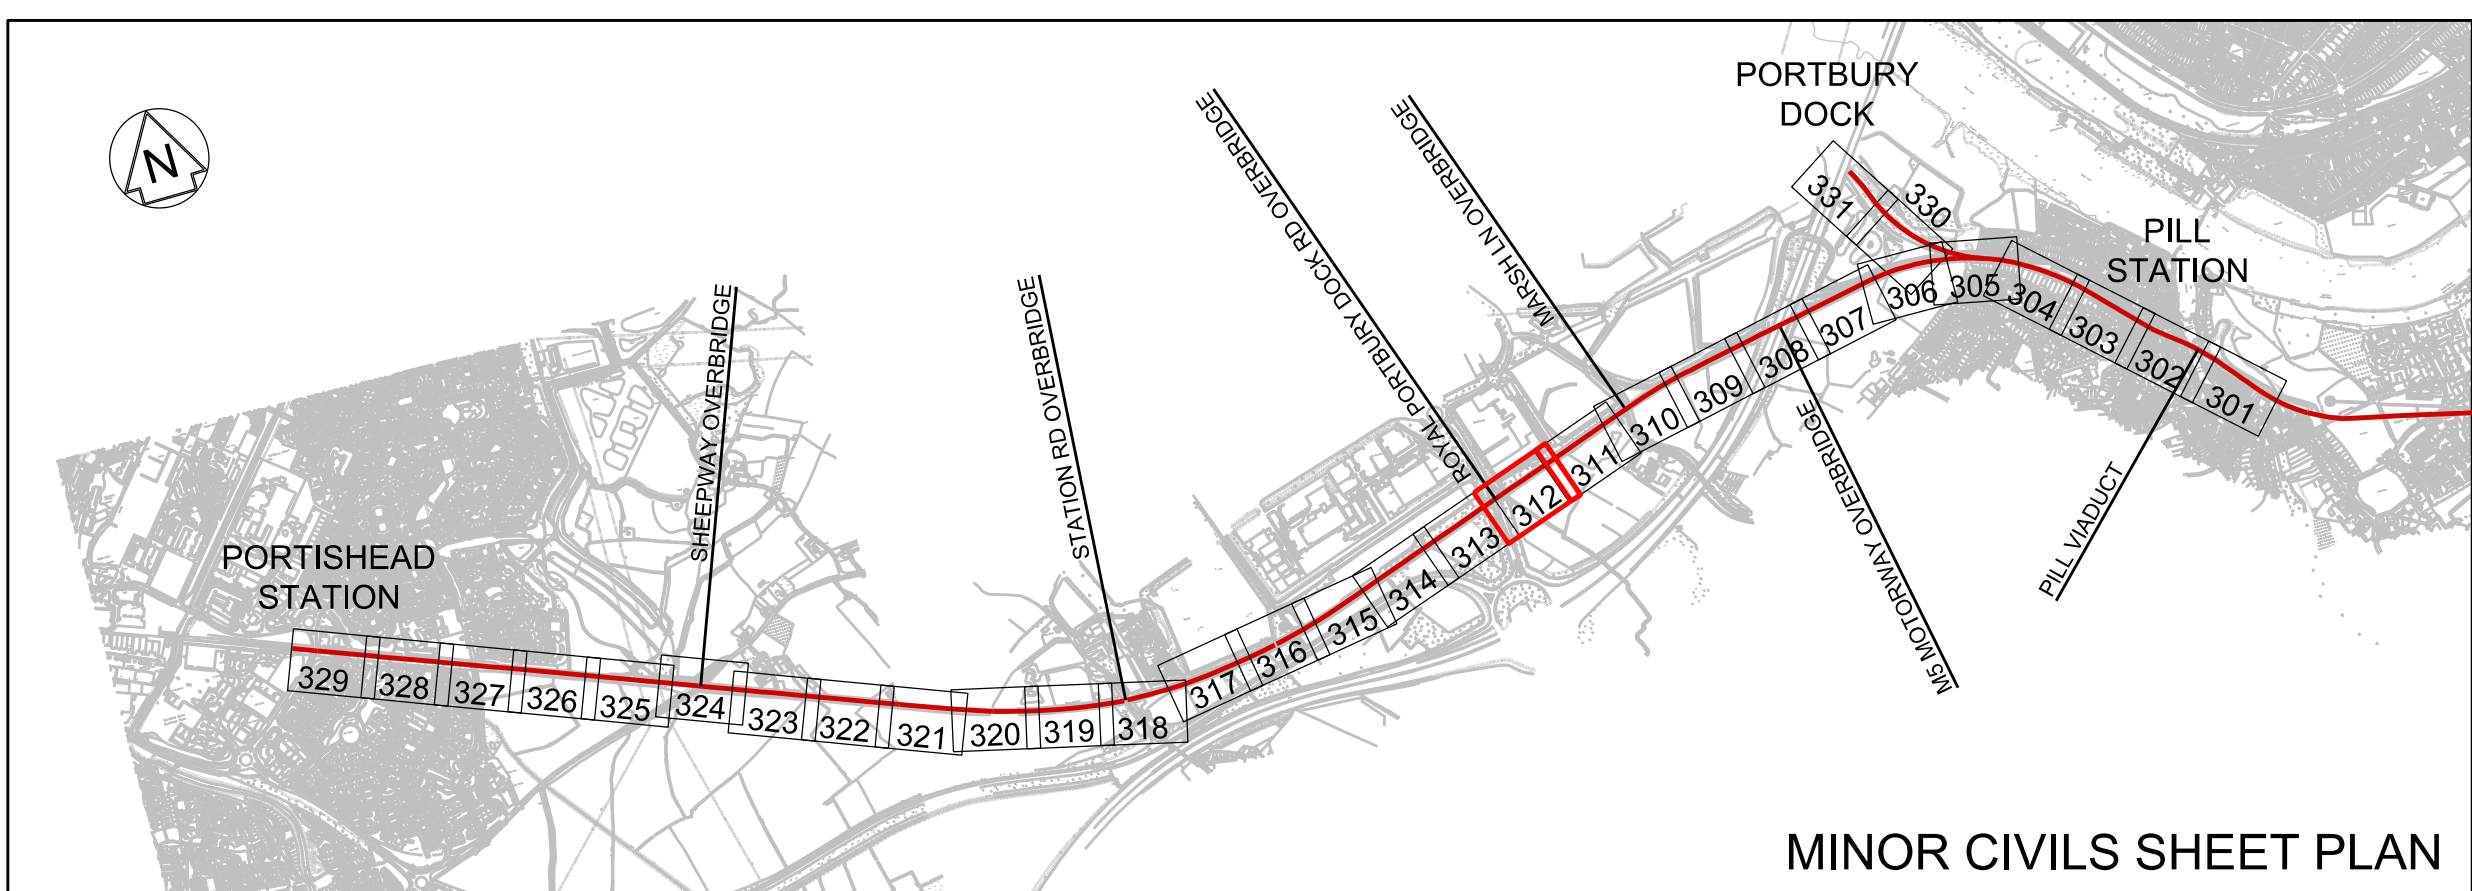 N
PORTBURY
DOCK
PILL
STATION
ROYAL PORTBURY DOCK RD OVERBRIDGE
MARSH LN OVERBRIDGE
STATION RD OVERBRIDGE
SHEEPWAY OVERBRIDGE
M5 MOTORWAY OVERBRIDGE
PILL VIADUCT
PORTISHEAD
STATION
329
328
327
326
325
324
323
322
321
320
319
318
317
316
315
314
313
312
311
310
309
308
307
306
305
304
303
302
301
331
330
MINOR CIVILS SHEET PLAN